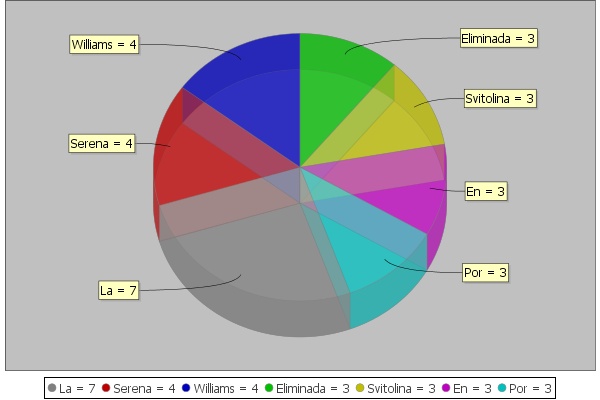 Williams = 4
Eliminada = 3
Svitolina = 3
Serena = 4
En = 3
Por = 3
La = 7
La = 7 Serena = 4 Williams = 4 Eliminada = 3 Svitolina = 3 En = 3 Por = 3